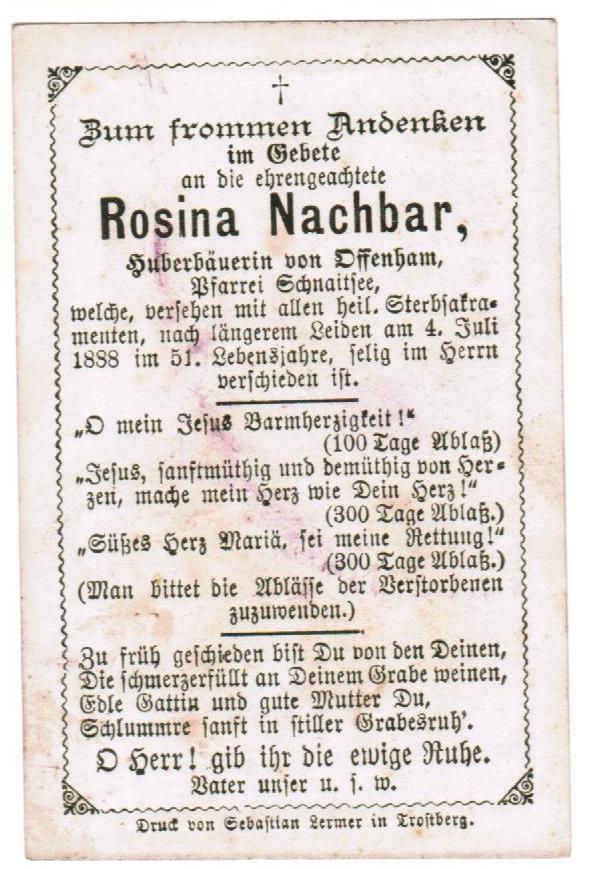 †
Zum frommen Andenken
im Gebete
an die ehrengeachtete
Rosina Nachbar,
Huberbäuerin von Offenham,
Pfarrei Schnaitsee,
welche, versehen mit allen heil. Sterbsakra-
menten, nach längerem Leiden am 4. Juli
1888 im 51. Lebensjahre, selig im Herrn
verschieden ist.
„O mein Jesus Barmherzigkeit!“
(100 Tage Ablaß)
„Jesus, sanftmüthig und demüthig von Her-
zen, mache mein Herz wie Dein Herz!“
(300 Tage Ablaß.)
„Süßes Herz Mariä, sei meine Rettung!“
(300 Tage Ablaß.)
(Man bittet die Ablässe der Verstorbenen
zuzuwenden.)
Zu früh geschieden bist Du von den Deinen,
Die schmerzerfüllt an Deinem Grabe weinen,
Edle Gattin und gute Mutter Du,
Schlummre sanft in stiller Grabesruh'.
O Herr! gib ihr die ewige Ruhe.
Vater unser u. s. w.
Druck von Sebastian Lermer in Trostberg.